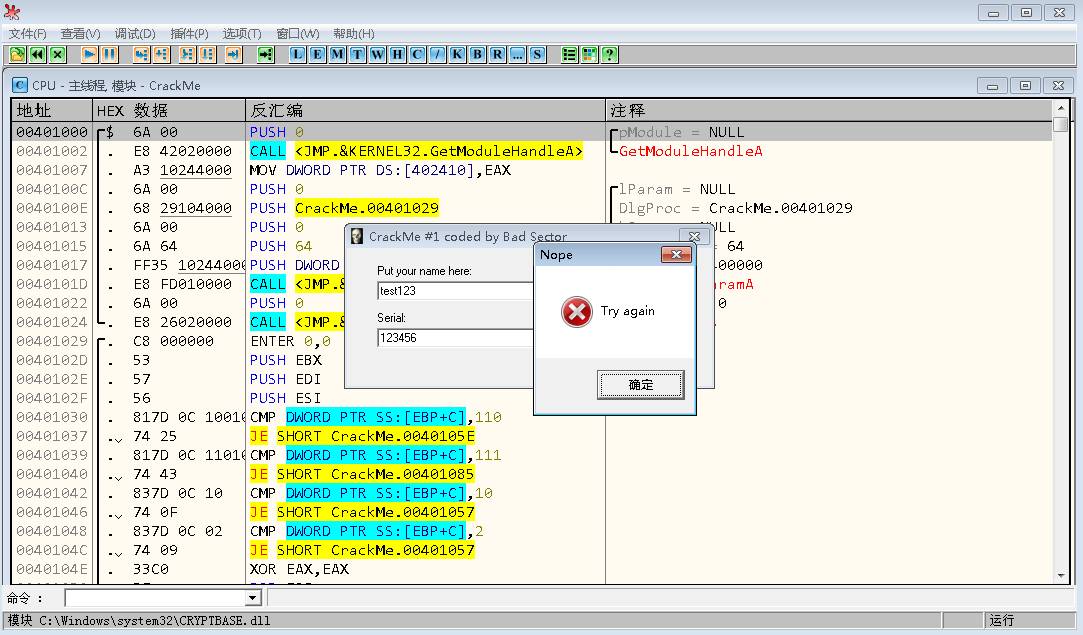 文件(F) 查看(V) 调试(D) 插件(P) 选项(T) 窗口(W) 帮助(H)
L E M T W H C / K B R ... S ?
C CPU - 主线程, 模块 - CrackMe
地址 HEX 数据 反汇编 注释
00401000 $ 6A 00 PUSH 0 pModule = NULL
00401002 . E8 42020000 CALL <JMP.&KERNEL32.GetModuleHandleA> GetModuleHandleA
00401007 . A3 10244000 MOV DWORD PTR DS:[402410],EAX
0040100C . 6A 00 PUSH 0 lParam = NULL
0040100E . 68 29104000 PUSH CrackMe.00401029 DlgProc = CrackMe.00401029
00401013 . 6A 00 PUSH 0 NULL
00401015 . 6A 64 PUSH 64 = 64
00401017 . FF35 10244000 PUSH DWORD 00000
0040101D . E8 FD010000 CALL <JMP.& ramA
00401022 . 6A 00 PUSH 0 0
00401024 . E8 26020000 CALL <JMP.&
00401029 . C8 000000 ENTER 0,0
0040102D . 53 PUSH EBX
0040102E . 57 PUSH EDI
0040102F . 56 PUSH ESI
00401030 . 817D 0C 10010 CMP DWORD PTR SS:[EBP+C],110
00401037 . 74 25 JE SHORT CrackMe.0040105E
00401039 . 817D 0C 11010 CMP DWORD PTR SS:[EBP+C],111
00401040 . 74 43 JE SHORT CrackMe.00401085
00401042 . 837D 0C 10 CMP DWORD PTR SS:[EBP+C],10
00401046 . 74 0F JE SHORT CrackMe.00401057
00401048 . 837D 0C 02 CMP DWORD PTR SS:[EBP+C],2
0040104C . 74 09 JE SHORT CrackMe.00401057
0040104E . 33C0 XOR EAX,EAX
CrackMe #1 coded by Bad Sector
Put your name here:
test123
Serial:
123456
Nope
Try again
确定
命令 :
模块 C:\Windows\system32\CRYPTBASE.dll 运行